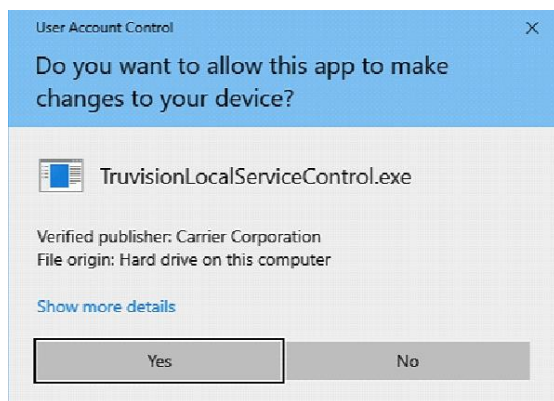 User Account Control
Do you want to allow this app to make
changes to your device?
TruvisionLocalServiceControl.exe
Verified publisher: Carrier Corporation
File origin: Hard drive on this computer
Show more details
Yes
No